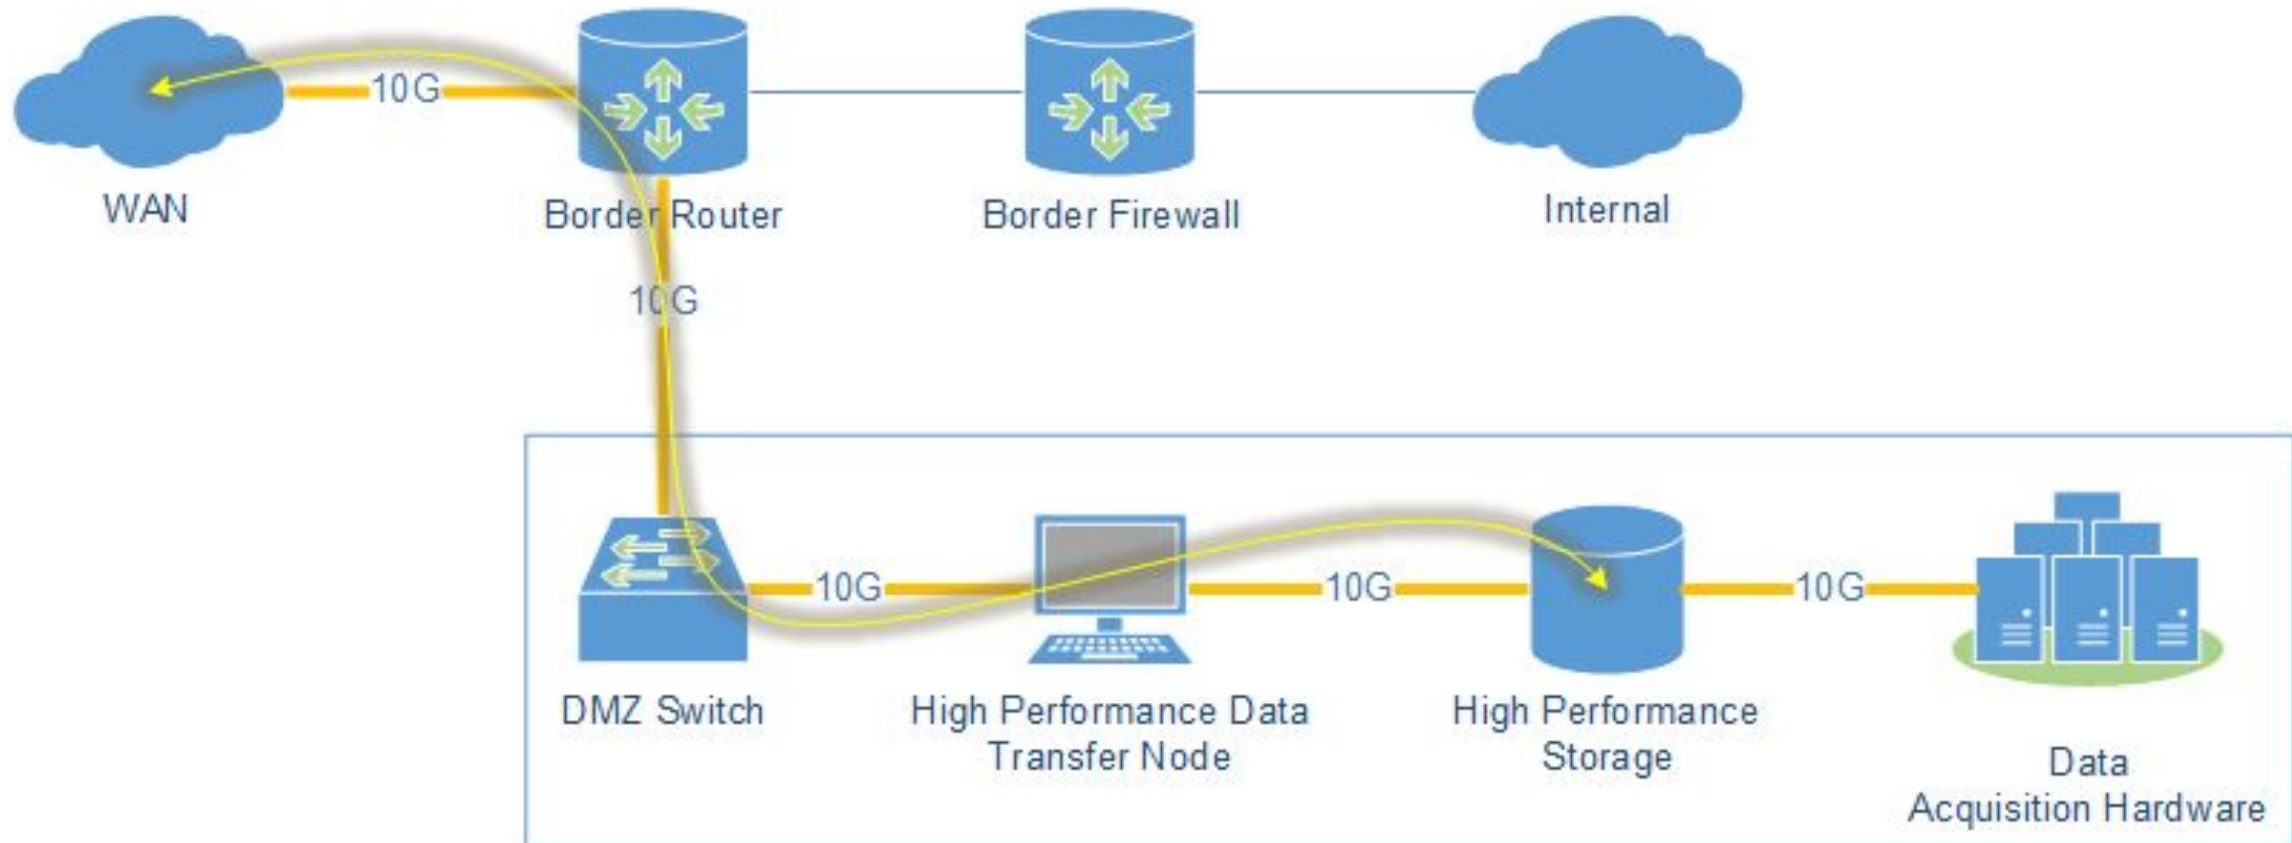 10G
WAN
Border Router
Border Firewall
Internal
10G
10G
10G
10G
DMZ Switch
High Performance Data
Transfer Node
High Performance
Storage
Data
Acquisition Hardware